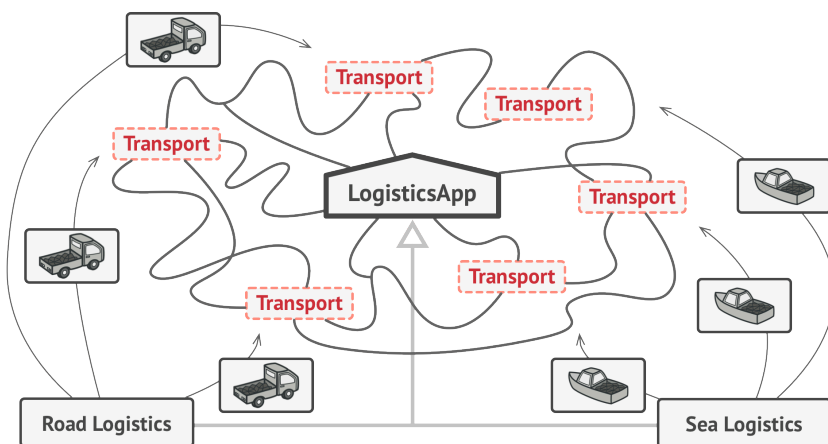 Transport
Transport
Transport
LogisticsApp
Transport
Transport
Transport
Road Logistics
Sea Logistics